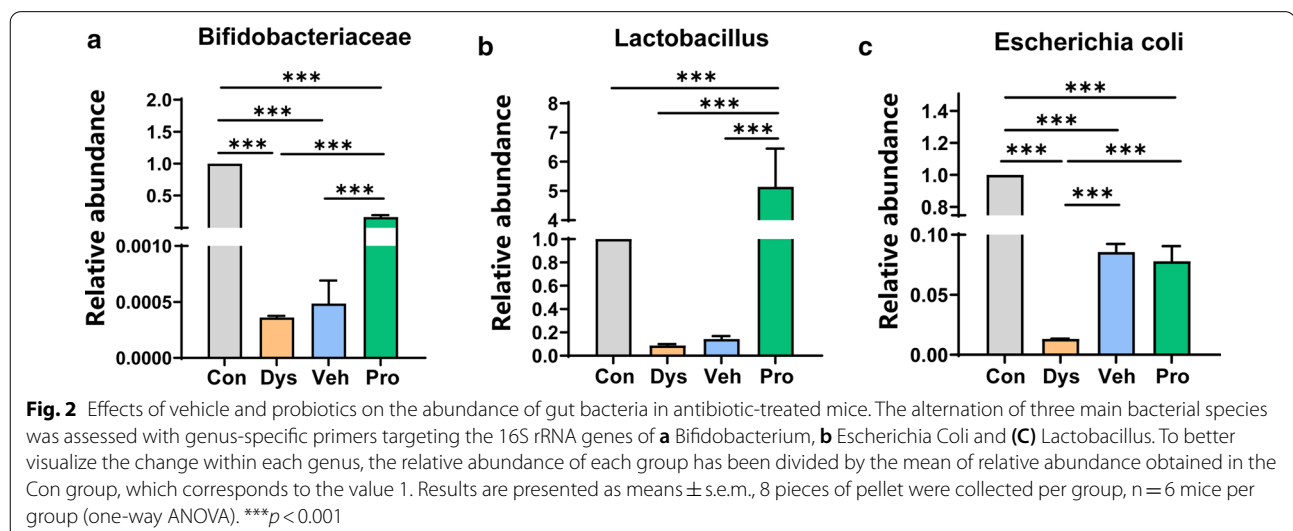 a Bifidobacteriaceae
Relative abundance
2.0
1.5
1.0
0.5
0.0010
0.0005
0.0000
***
***
*** ***
***
Con Dys Veh Pro
b Lactobacillus
Relative abundance
8
7
6
5
4
1.0
0.8
0.6
0.4
0.2
0.0
***
***
***
Con Dys Veh Pro
c Escherichia coli
Relative abundance
1.4
1.2
1.0
0.8
0.10
0.05
0.00
***
***
*** ***
***
Con Dys Veh Pro
Fig. 2 Effects of vehicle and probiotics on the abundance of gut bacteria in antibiotic-treated mice. The alternation of three main bacterial species
was assessed with genus-specific primers targeting the 16S rRNA genes of a Bifidobacterium, b Escherichia Coli and (C) Lactobacillus. To better
visualize the change within each genus, the relative abundance of each group has been divided by the mean of relative abundance obtained in the
Con group, which corresponds to the value 1. Results are presented as means ± s.e.m., 8 pieces of pellet were collected per group, n = 6 mice per
group (one-way ANOVA). ***p < 0.001